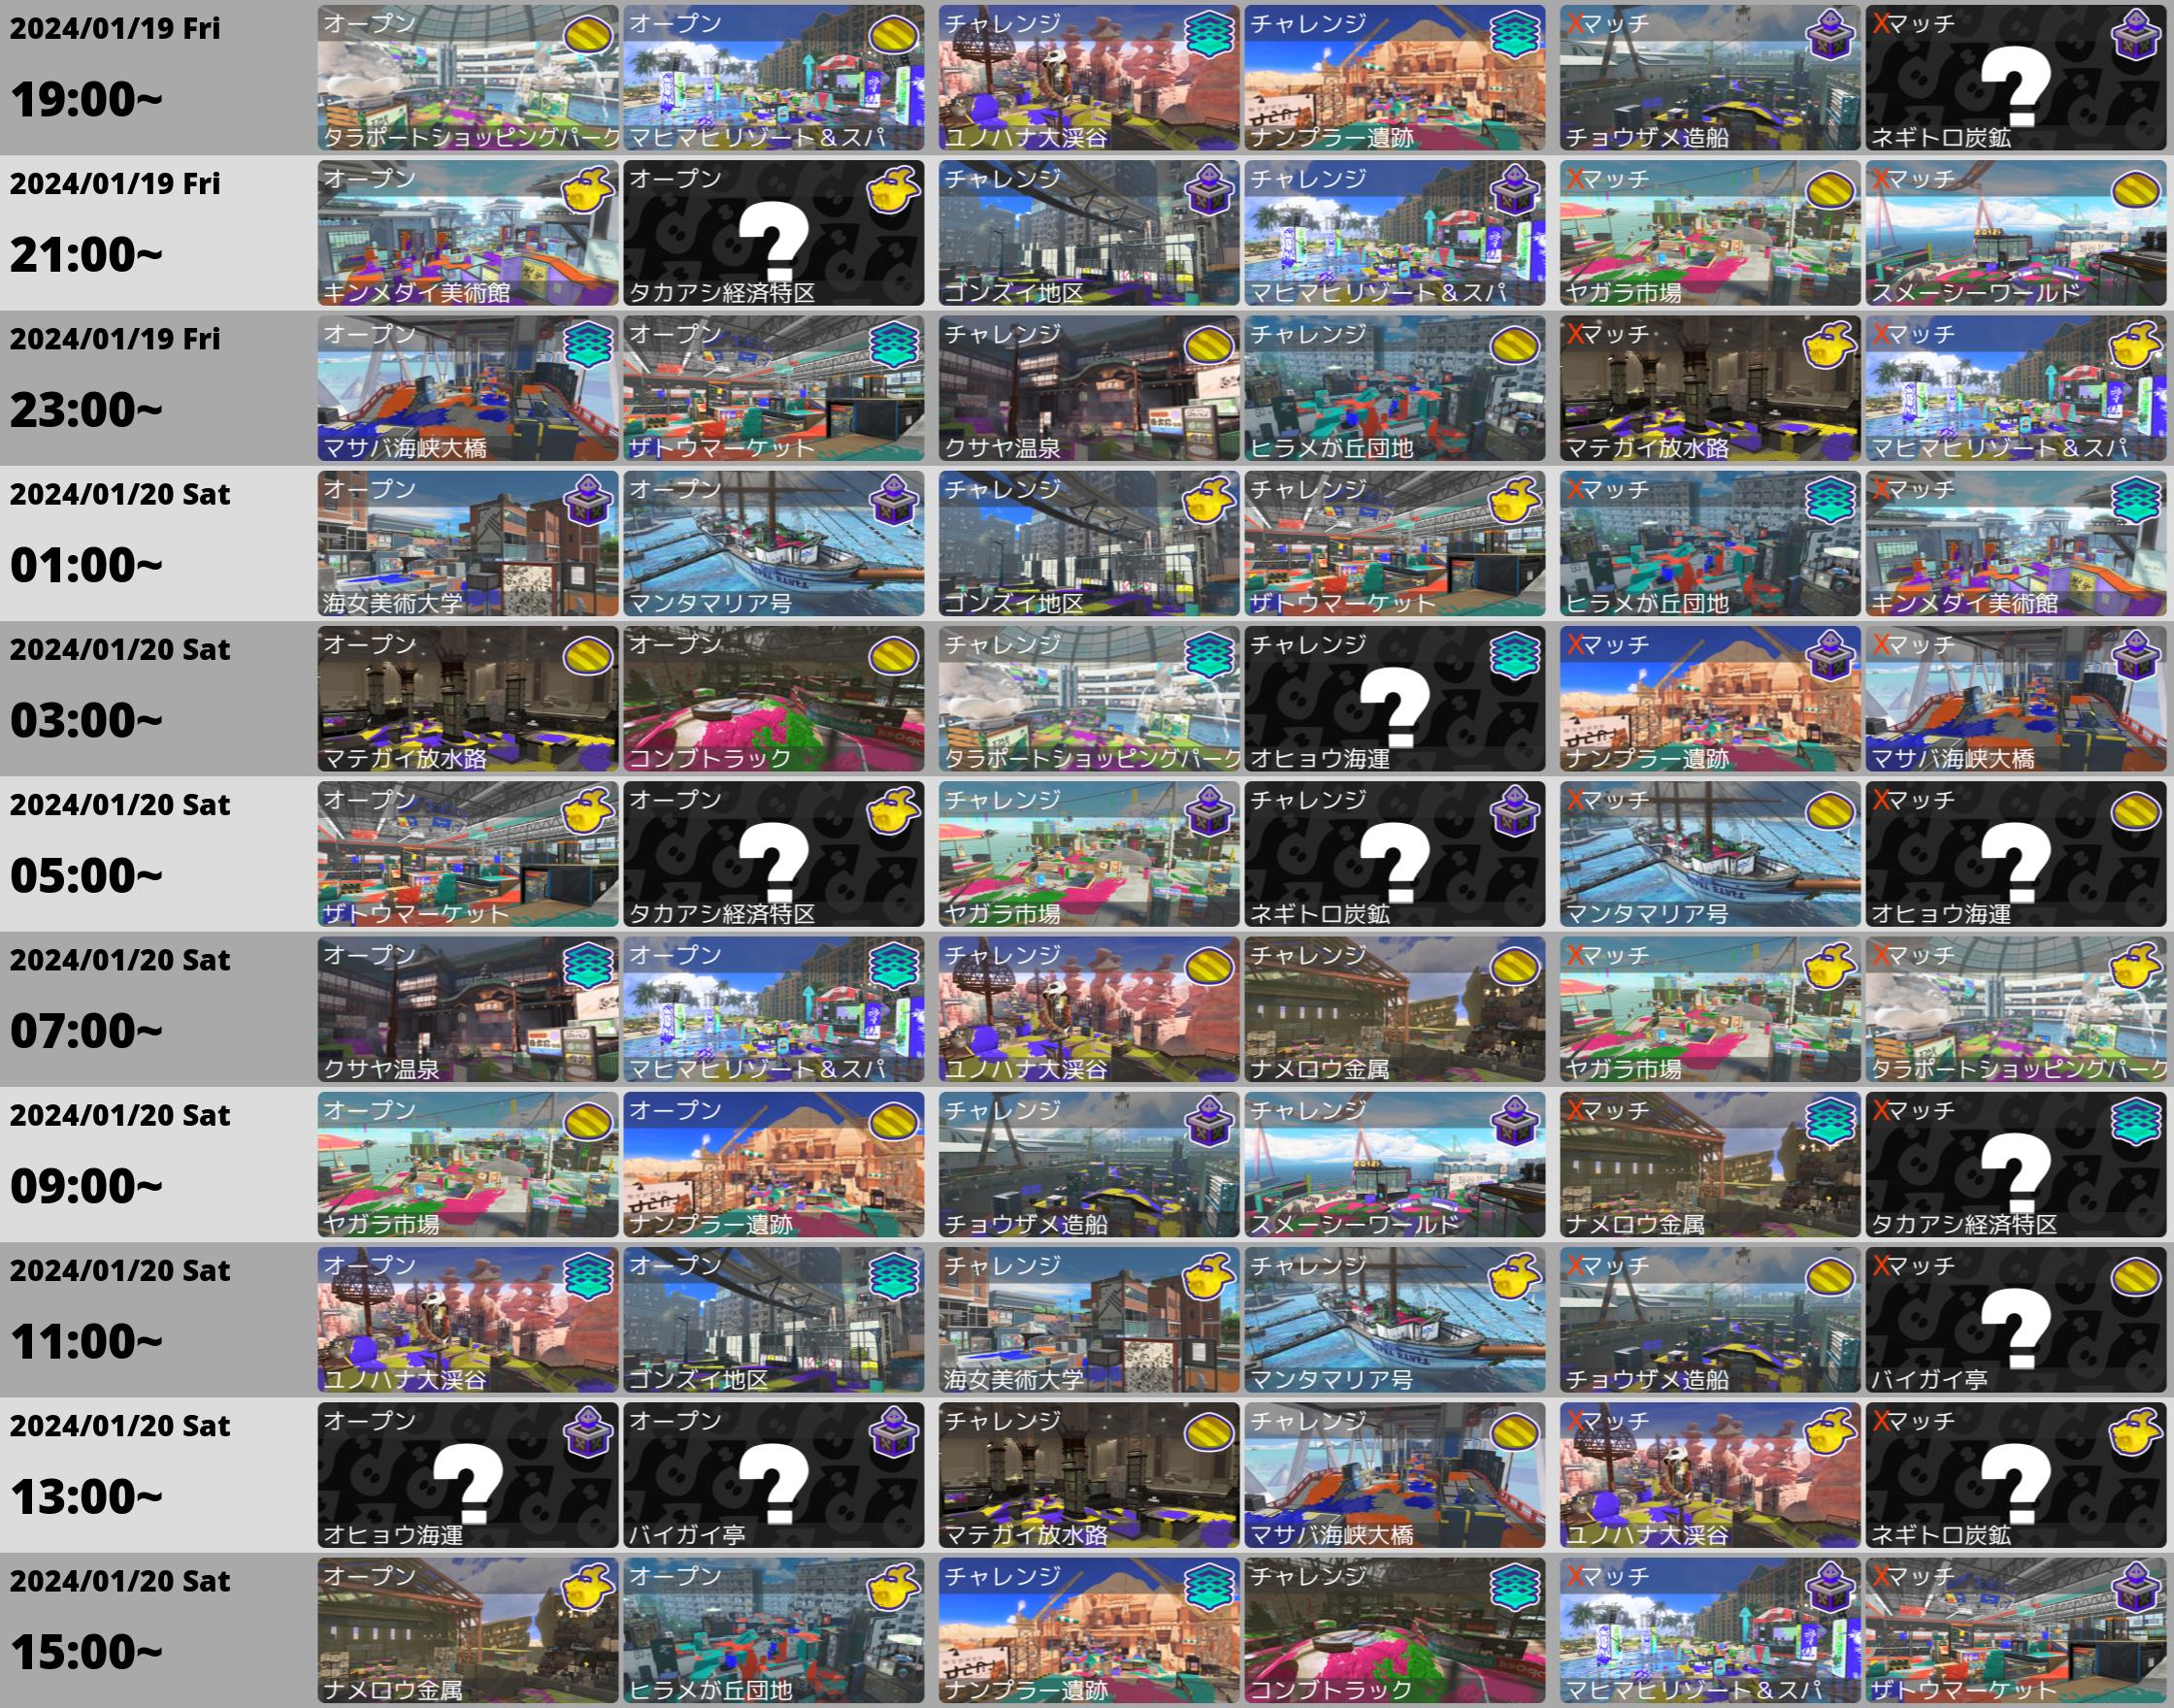 2024/01/19 Fri
19:00~
オープン
タラポートショッピングパーク
オープン
マヒマヒリゾート＆スパ
チャレンジ
ユノハナ大渓谷
チャレンジ
ナンプラー遺跡
Xマッチ
チョウザメ造船
Xマッチ
ネギトロ炭鉱
2024/01/19 Fri
21:00~
オープン
キンメダイ美術館
オープン
タカアシ経済特区
チャレンジ
ゴンズイ地区
チャレンジ
マヒマヒリゾート＆スパ
Xマッチ
ヤガラ市場
Xマッチ
スメーシーワールド
2024/01/19 Fri
23:00~
オープン
マサバ海峡大橋
オープン
ザトウマーケット
チャレンジ
クサヤ温泉
チャレンジ
ヒラメが丘団地
Xマッチ
マテガイ放水路
Xマッチ
マヒマヒリゾート＆スパ
2024/01/20 Sat
01:00~
オープン
海女美術大学
オープン
マンタマリア号
チャレンジ
ゴンズイ地区
チャレンジ
ザトウマーケット
Xマッチ
ヒラメが丘団地
Xマッチ
キンメダイ美術館
2024/01/20 Sat
03:00~
オープン
マテガイ放水路
オープン
コンブトラック
チャレンジ
タラポートショッピングパーク
チャレンジ
オヒョウ海運
Xマッチ
ナンプラー遺跡
Xマッチ
マサバ海峡大橋
2024/01/20 Sat
05:00~
オープン
ザトウマーケット
オープン
タカアシ経済特区
チャレンジ
ヤガラ市場
チャレンジ
ネギトロ炭鉱
Xマッチ
マンタマリア号
Xマッチ
オヒョウ海運
2024/01/20 Sat
07:00~
オープン
クサヤ温泉
オープン
マヒマヒリゾート＆スパ
チャレンジ
ユノハナ大渓谷
チャレンジ
ナメロウ金属
Xマッチ
ヤガラ市場
Xマッチ
タラポートショッピングパーク
2024/01/20 Sat
09:00~
オープン
ヤガラ市場
オープン
ナンプラー遺跡
チャレンジ
チョウザメ造船
チャレンジ
スメーシーワールド
Xマッチ
ナメロウ金属
Xマッチ
タカアシ経済特区
2024/01/20 Sat
11:00~
オープン
ユノハナ大渓谷
オープン
ゴンズイ地区
チャレンジ
海女美術大学
チャレンジ
マンタマリア号
Xマッチ
チョウザメ造船
Xマッチ
バイガイ亭
2024/01/20 Sat
13:00~
オープン
オヒョウ海運
オープン
バイガイ亭
チャレンジ
マテガイ放水路
チャレンジ
マサバ海峡大橋
Xマッチ
ユノハナ大渓谷
Xマッチ
ネギトロ炭鉱
2024/01/20 Sat
15:00~
オープン
ナメロウ金属
オープン
ヒラメが丘団地
チャレンジ
ナンプラー遺跡
チャレンジ
コンブトラック
Xマッチ
マヒマヒリゾート＆スパ
Xマッチ
ザトウマーケット